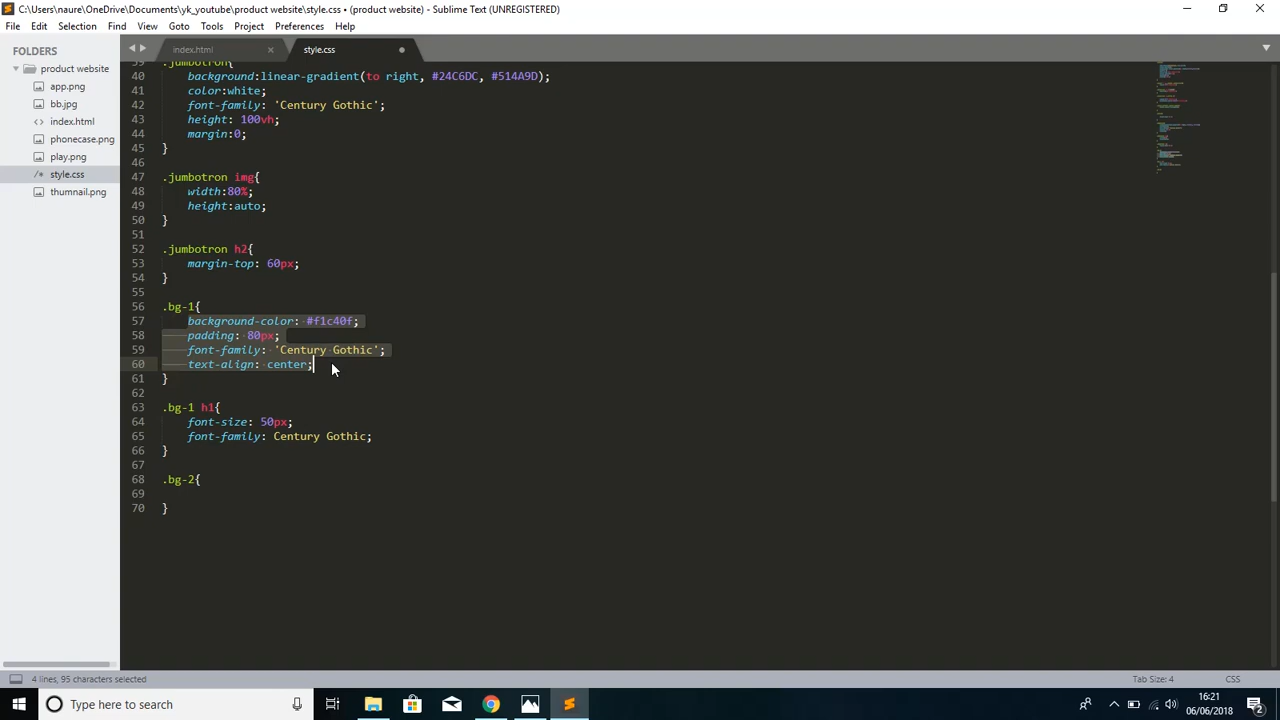 C:\Users\naure\OneDrive\Documents\yk_youtube\product website\style.css • (product website) - Sublime Text (UNREGISTERED)
File Edit Selection Find View Goto Tools Project Preferences Help
FOLDERS
product website
app.png
bb.jpg
index.html
phonecase.png
play.png
/* style.css
thumnail.png
index.html × style.css
39 .jumbotron{
40 background:linear-gradient(to right, #24C6DC, #514A9D);
41 color:white;
42 font-family: 'Century Gothic';
43 height: 100vh;
44 margin:0;
45 }
46
47 .jumbotron img{
48 width:80%;
49 height:auto;
50 }
51
52 .jumbotron h2{
53 margin-top: 60px;
54 }
55
56 .bg-1{
57 background-color: #f1c40f;
58 padding: 80px;
59 font-family: 'Century Gothic';
60 text-align: center;
61 }
62
63 .bg-1 h1{
64 font-size: 50px;
65 font-family: Century Gothic;
66 }
67
68 .bg-2{
69
70 }
4 lines, 95 characters selected
Tab Size: 4 CSS
Type here to search
16:21
06/06/2018
2